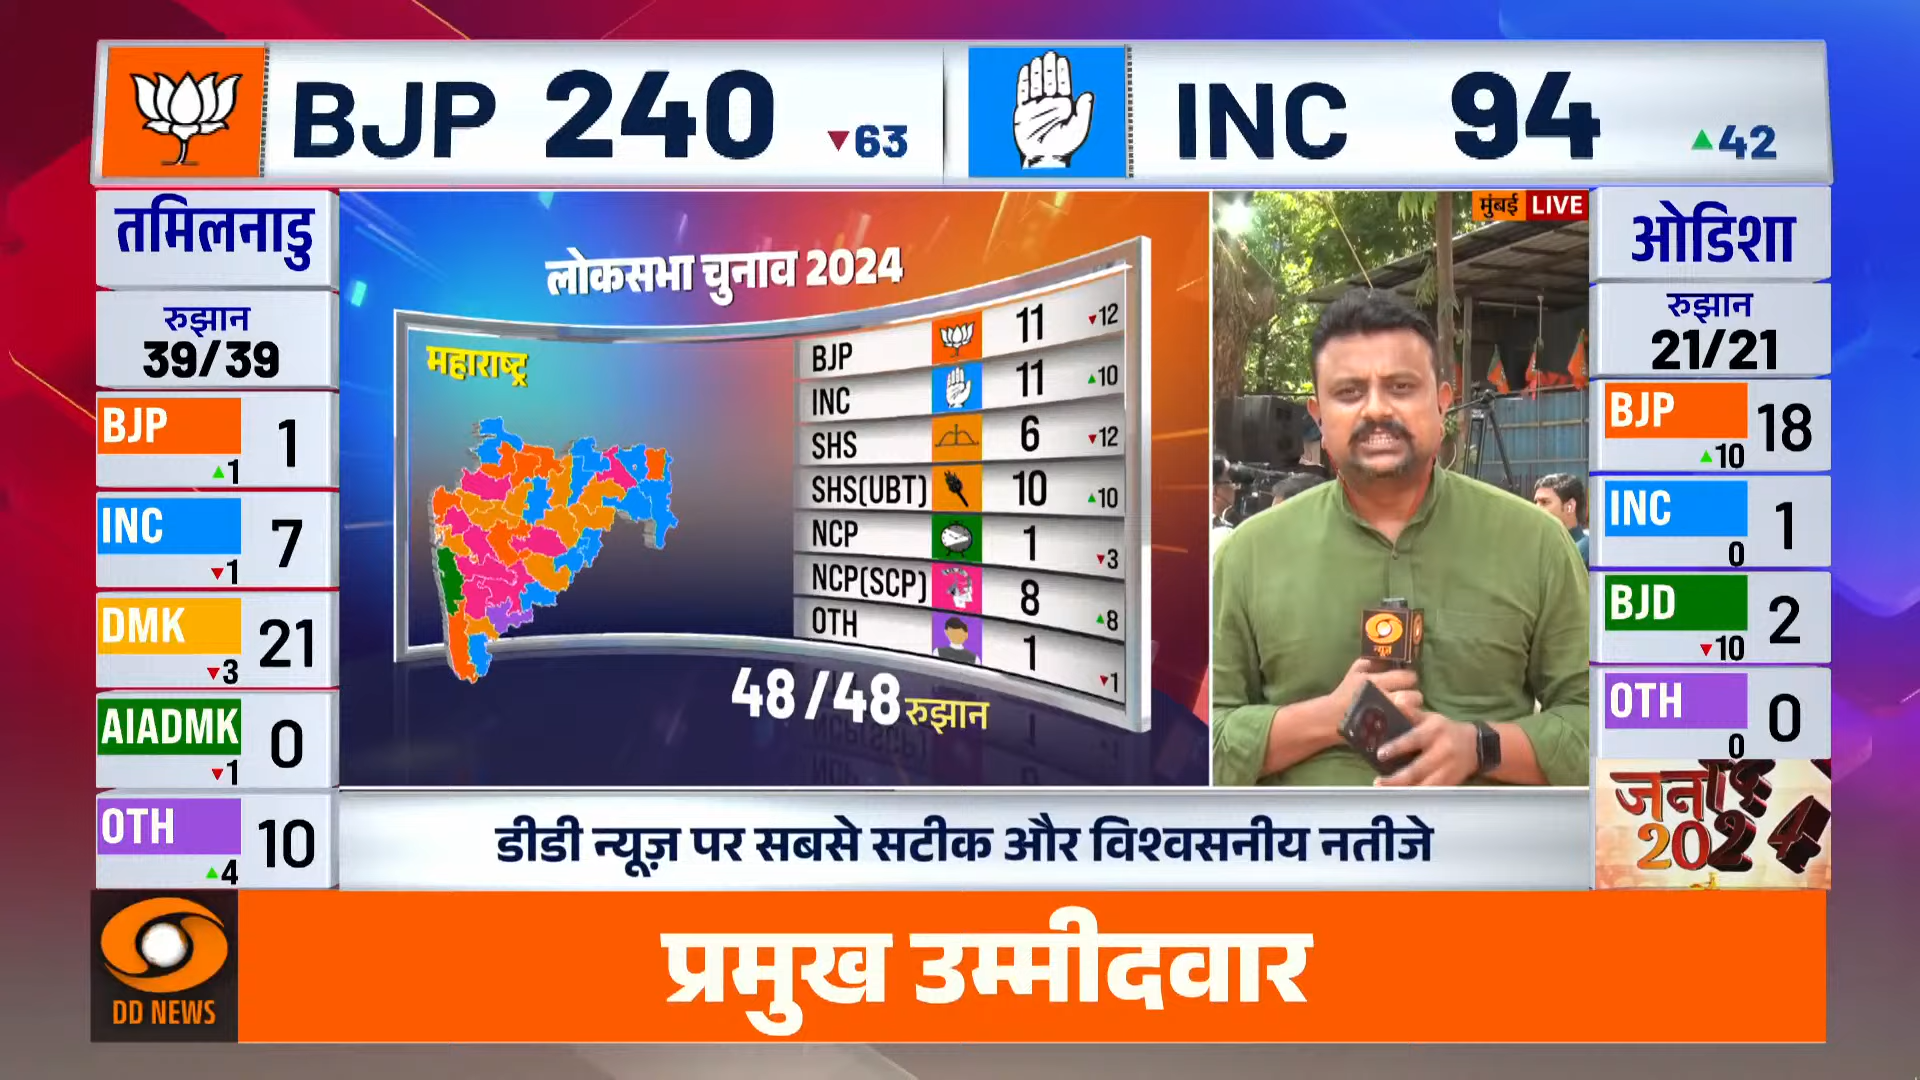 BJP 240 ▼63
INC 94 ▲42
तमिलनाडु
रुझान
39/39
BJP 1
▲1
INC 7
▼1
DMK 21
▼3
AIADMK 0
▼1
OTH 10
▲4
लोकसभा चुनाव 2024
महाराष्ट्र
BJP 11 ▼12
INC 11 ▲10
SHS 6 ▼12
SHS(UBT) 10 ▲10
NCP 1 ▼3
NCP(SCP) 8 ▲8
OTH 1 ▼1
48/48 रुझान
मुंबई LIVE
न्यूज़
ओडिशा
रुझान
21/21
BJP 18
▲10
INC 1
0
BJD 2
▼10
OTH 0
0
2024
डीडी न्यूज़ पर सबसे सटीक और विश्वसनीय नतीजे
DD NEWS
प्रमुख उम्मीदवार